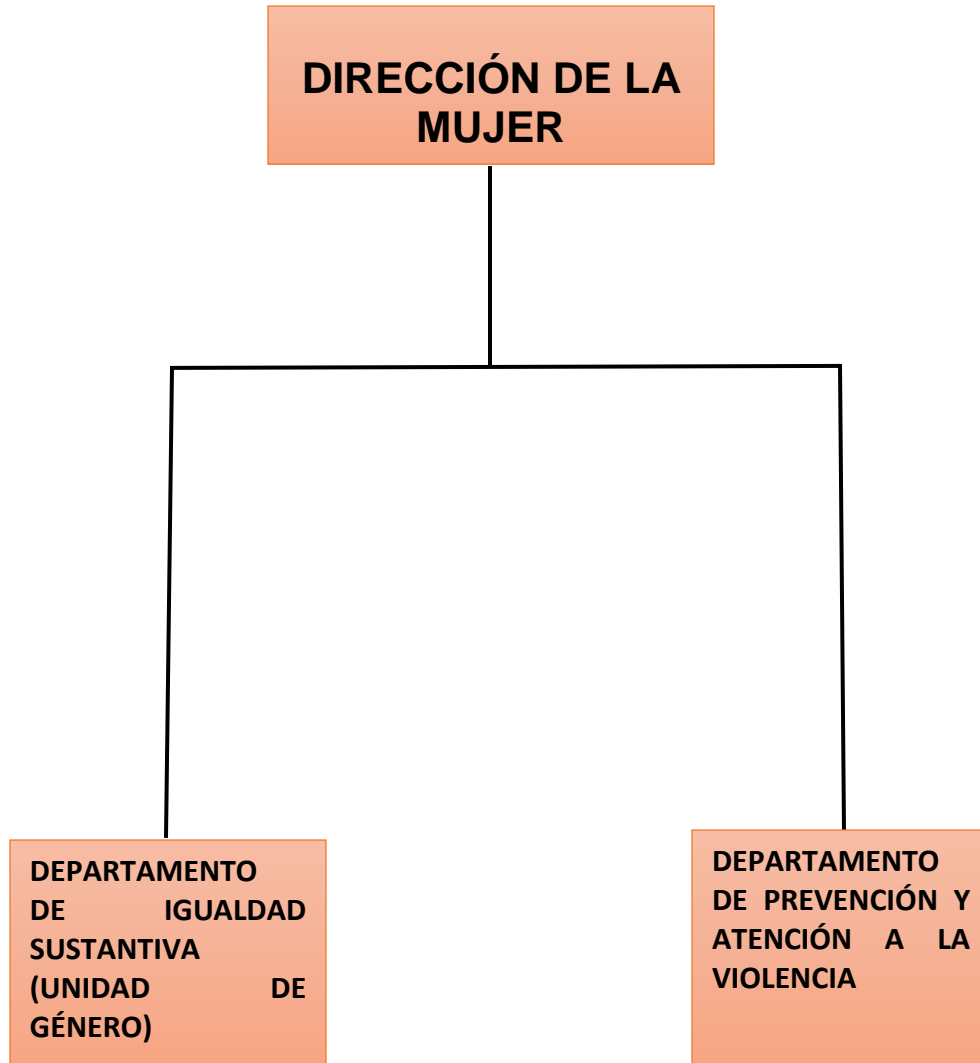 DIRECCIÓN DE LA
MUJER
DEPARTAMENTO
DE IGUALDAD
SUSTANTIVA
(UNIDAD DE
GÉNERO)
DEPARTAMENTO
DE PREVENCIÓN Y
ATENCIÓN A LA
VIOLENCIA